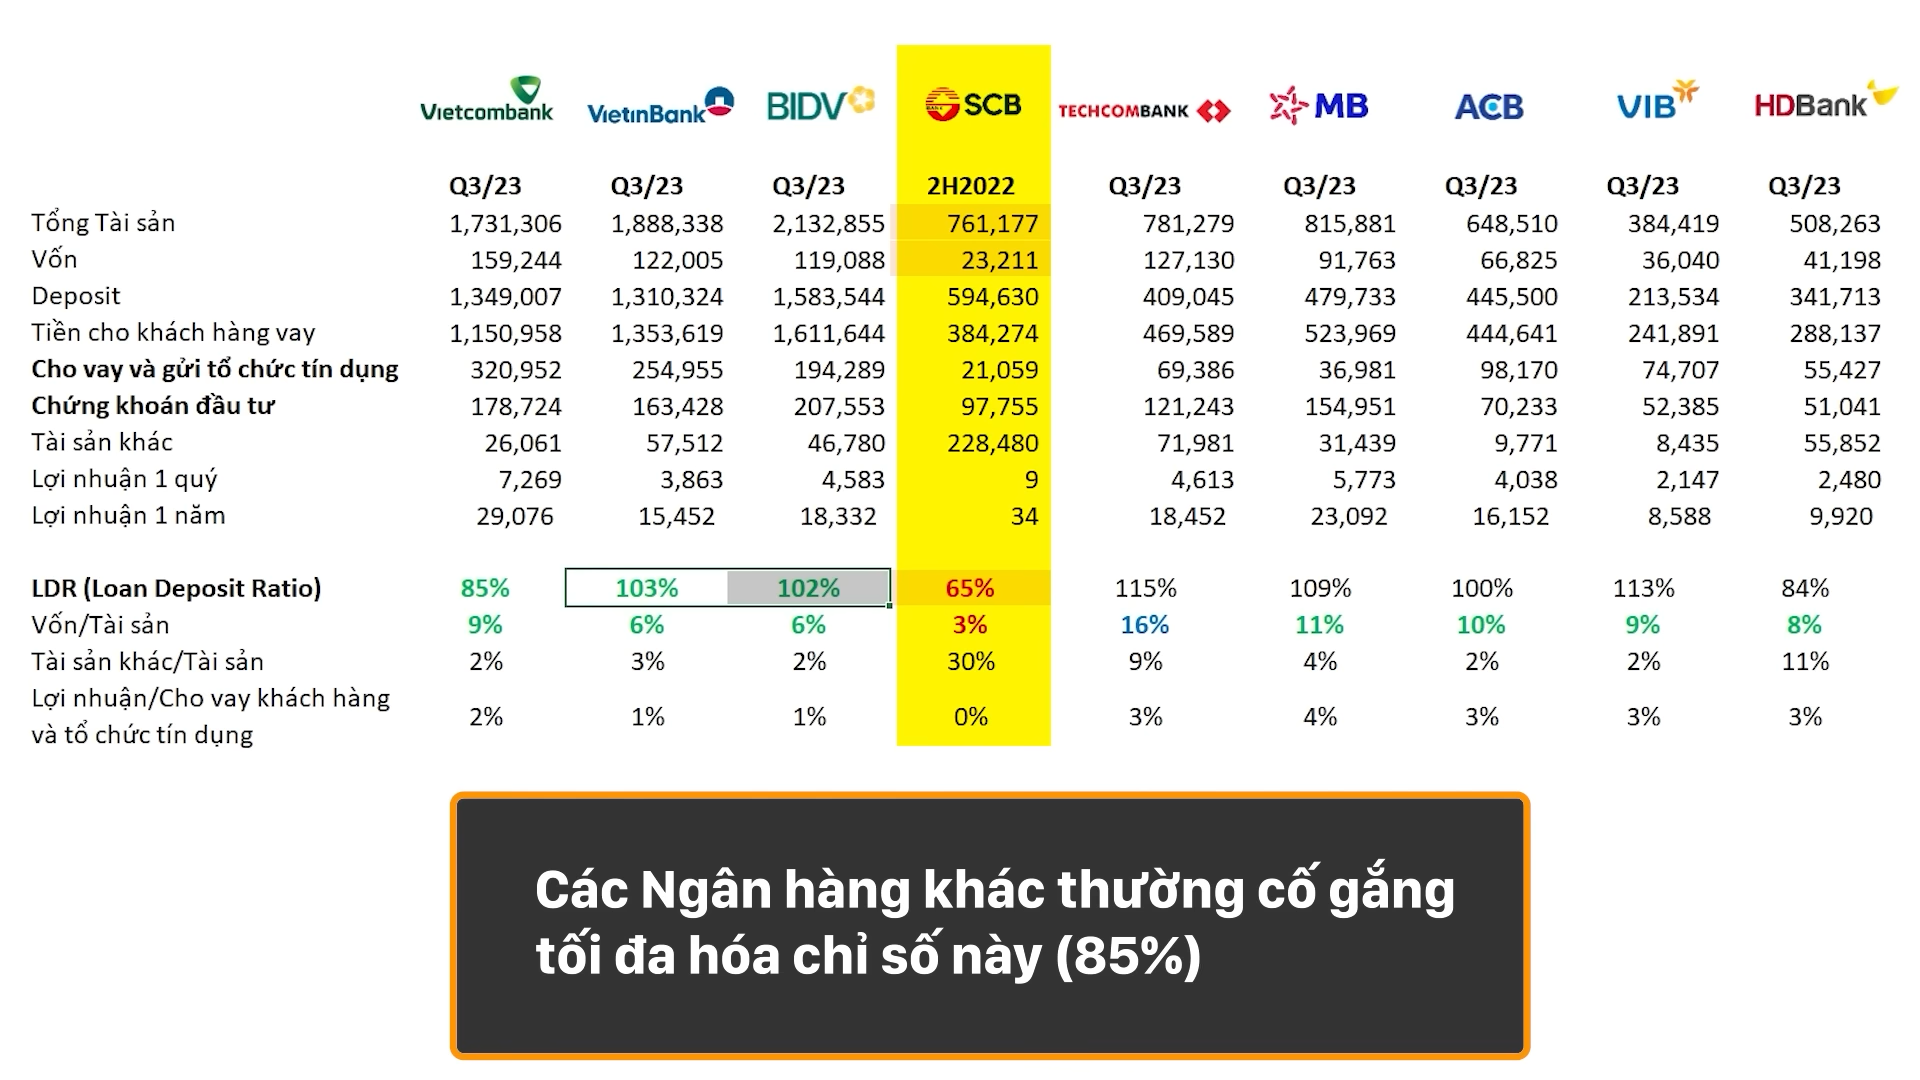 Vietcombank VietinBank BIDV SCB TECHCOMBANK MB ACB VIB HDBank
Q3/23 Q3/23 Q3/23 2H2022 Q3/23 Q3/23 Q3/23 Q3/23 Q3/23
Tổng Tài sản 1,731,306 1,888,338 2,132,855 761,177 781,279 815,881 648,510 384,419 508,263
Vốn 159,244 122,005 119,088 23,211 127,130 91,763 66,825 36,040 41,198
Deposit 1,349,007 1,310,324 1,583,544 594,630 409,045 479,733 445,500 213,534 341,713
Tiền cho khách hàng vay 1,150,958 1,353,619 1,611,644 384,274 469,589 523,969 444,641 241,891 288,137
Cho vay và gửi tổ chức tín dụng 320,952 254,955 194,289 21,059 69,386 36,981 98,170 74,707 55,427
Chứng khoán đầu tư 178,724 163,428 207,553 97,755 121,243 154,951 70,233 52,385 51,041
Tài sản khác 26,061 57,512 46,780 228,480 71,981 31,439 9,771 8,435 55,852
Lợi nhuận 1 quý 7,269 3,863 4,583 9 4,613 5,773 4,038 2,147 2,480
Lợi nhuận 1 năm 29,076 15,452 18,332 34 18,452 23,092 16,152 8,588 9,920
LDR (Loan Deposit Ratio) 85% 103% 102% 65% 115% 109% 100% 113% 84%
Vốn/Tài sản 9% 6% 6% 3% 16% 11% 10% 9% 8%
Tài sản khác/Tài sản 2% 3% 2% 30% 9% 4% 2% 2% 11%
Lợi nhuận/Cho vay khách hàng
và tổ chức tín dụng 2% 1% 1% 0% 3% 4% 3% 3% 3%
Các Ngân hàng khác thường cố gắng
tối đa hóa chỉ số này (85%)